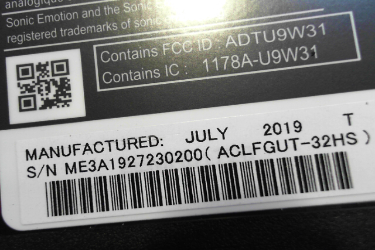 Sonic Emotion and the Sonic
registered trademarks of sonic
Contains FCC ID : ADTU9W31
Contains IC : 1178A-U9W31
MANUFACTURED: JULY 2019 T
S/N ME3A1927230200( ACLFGUT-32HS )